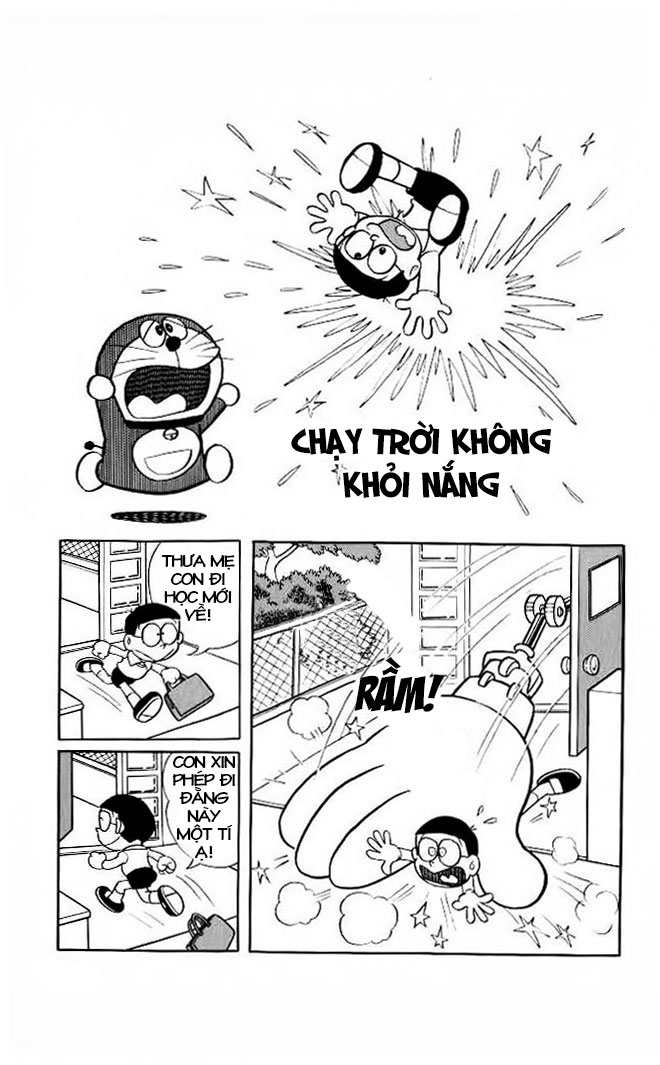 CHẠY TRỜI KHÔNG
KHỎI NẮNG
THƯA MẸ
CON ĐI
HỌC MỚI
VỀ!
CON XIN
PHÉP ĐI
ĐẰNG
NÀY
MỘT TÍ
Ạ!
RẦM!